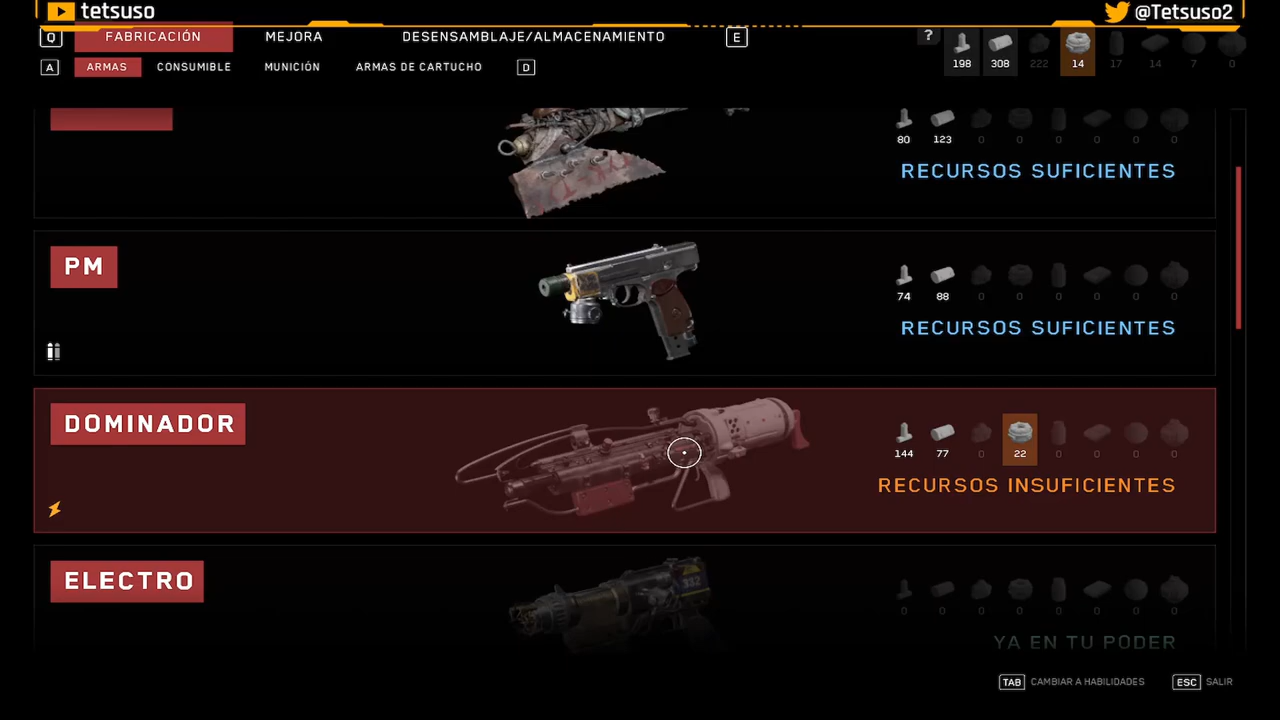 tetsuso
@Tetsuso2
Q FABRICACIÓN MEJORA DESENSAMBLAJE/ALMACENAMIENTO E
?
198 308 222 14 17 14 7 0
A ARMAS CONSUMIBLE MUNICIÓN ARMAS DE CARTUCHO D
80 123 0 0 0 0 0 0
RECURSOS SUFICIENTES
PM
74 88 0 0 0 0 0 0
RECURSOS SUFICIENTES
DOMINADOR
144 77 0 22 0 0 0 0
RECURSOS INSUFICIENTES
ELECTRO
332
0 0 0 0 0 0 0 0
YA EN TU PODER
TAB CAMBIAR A HABILIDADES ESC SALIR